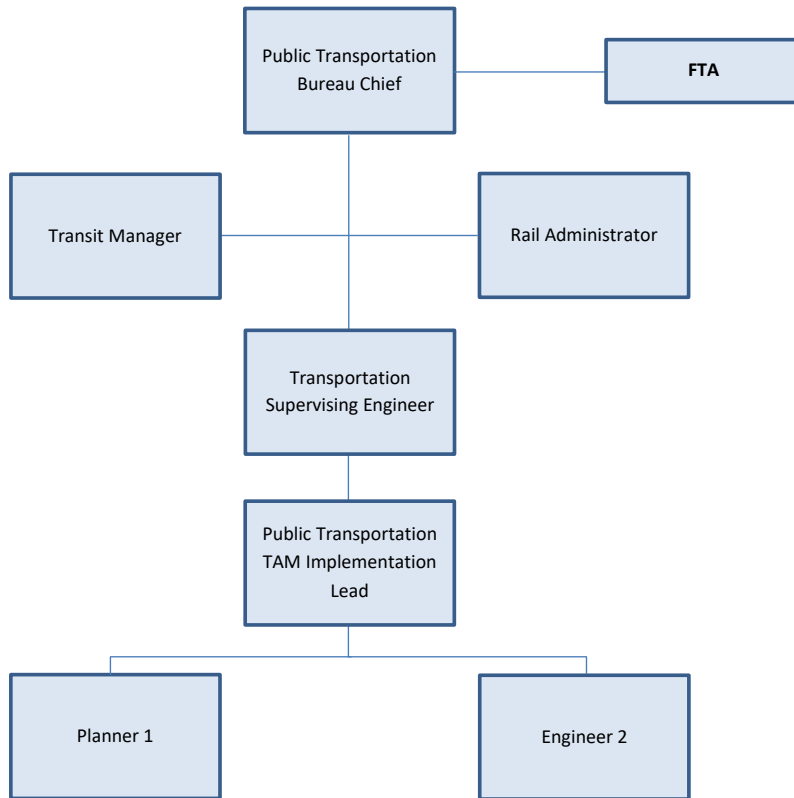 Public Transportation
Bureau Chief
FTA
Transit Manager
Rail Administrator
Transportation
Supervising Engineer
Public Transportation
TAM Implementation
Lead
Planner 1
Engineer 2